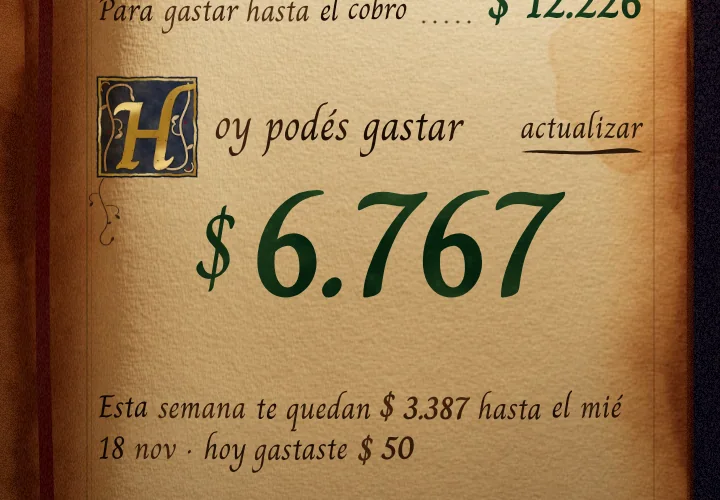 Para gastar hasta el cobro ..... $ 12.226
Hoy podés gastar actualizar
$ 6.767
Esta semana te quedan $ 3.387 hasta el mié
18 nov · hoy gastaste $ 50